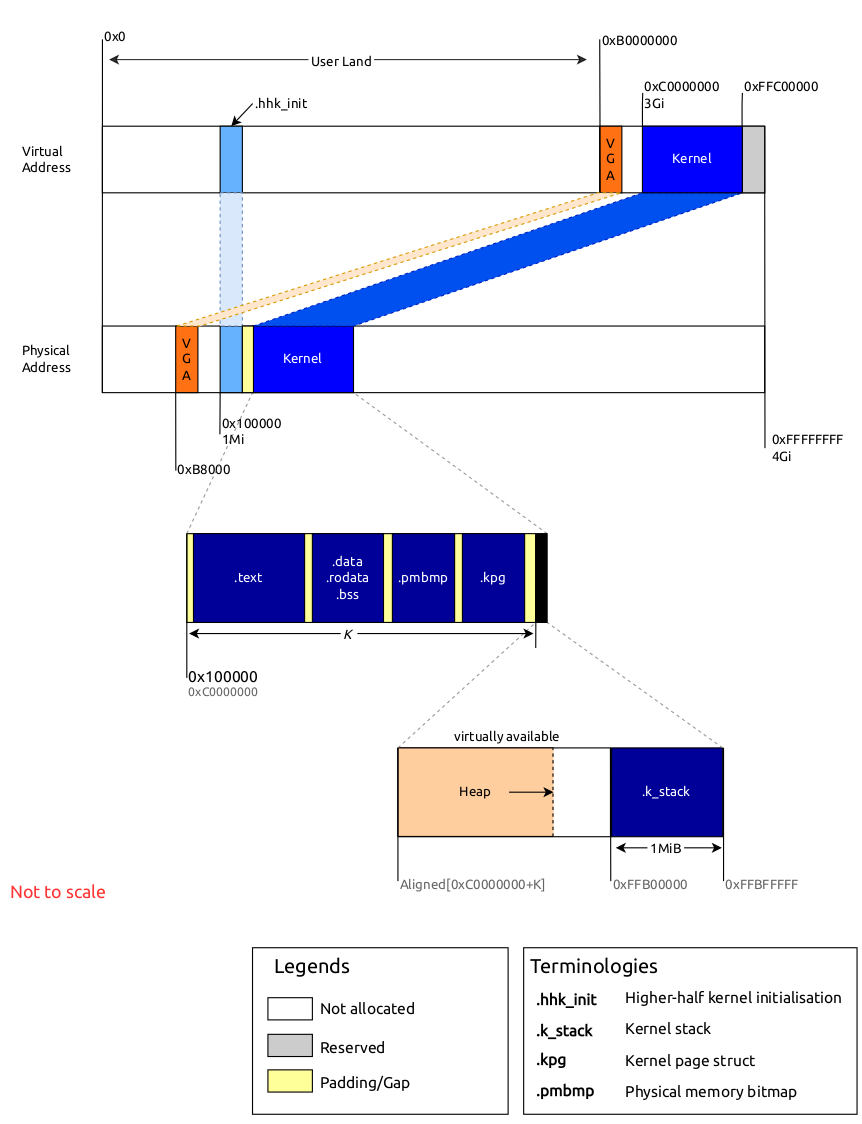 0x0
0xB0000000
User Land
0xC0000000
3Gi
0xFFC00000
.hhk_init
Virtual
Address
V
G
A
Kernel
Physical
Address
V
G
A
Kernel
0x100000
1Mi
0xB8000
0xFFFFFFFF
4Gi
.text
.data
.rodata
.bss
.pmbmp
.kpg
K
0x100000
0xC0000000
virtually available
Heap
.k_stack
1MiB
Aligned[0xC0000000+K]
0xFFB00000
0xFFBFFFFF
Not to scale
Legends
Not allocated
Reserved
Padding/Gap
Terminologies
.hhk_init Higher-half kernel initialisation
.k_stack Kernel stack
.kpg Kernel page struct
.pmbmp Physical memory bitmap